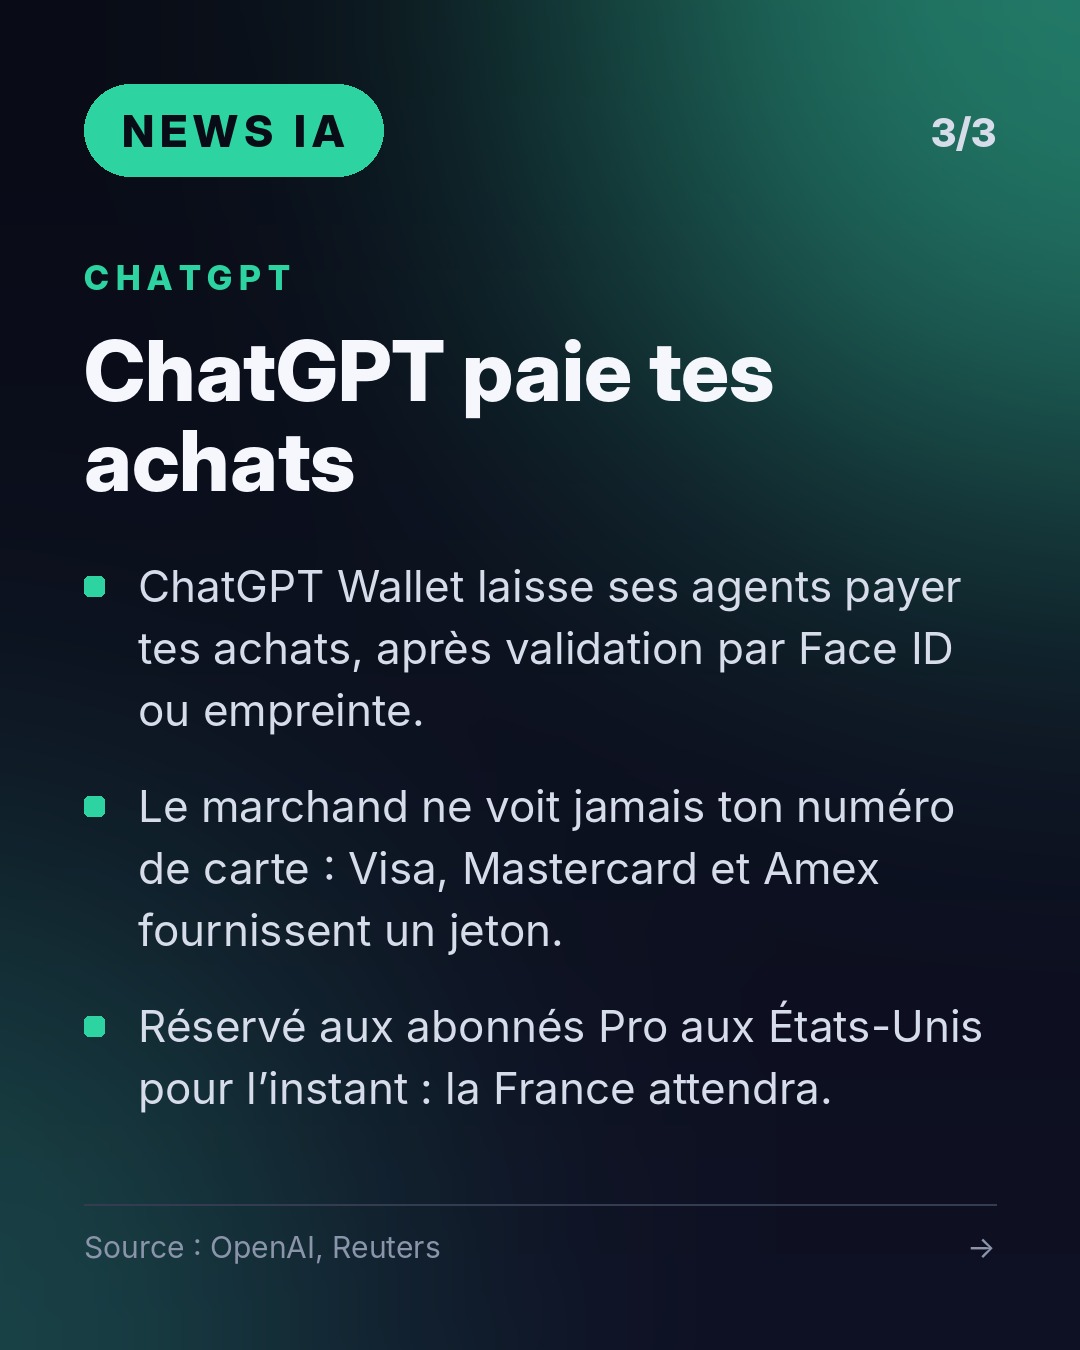 NEWS IA
3/3
CHATGPT
ChatGPT paie tes
achats
ChatGPT Wallet laisse ses agents payer
tes achats, après validation par Face ID
ou empreinte.
Le marchand ne voit jamais ton numéro
de carte : Visa, Mastercard et Amex
fournissent un jeton.
Réservé aux abonnés Pro aux États-Unis
pour l’instant : la France attendra.
Source : OpenAI, Reuters
→